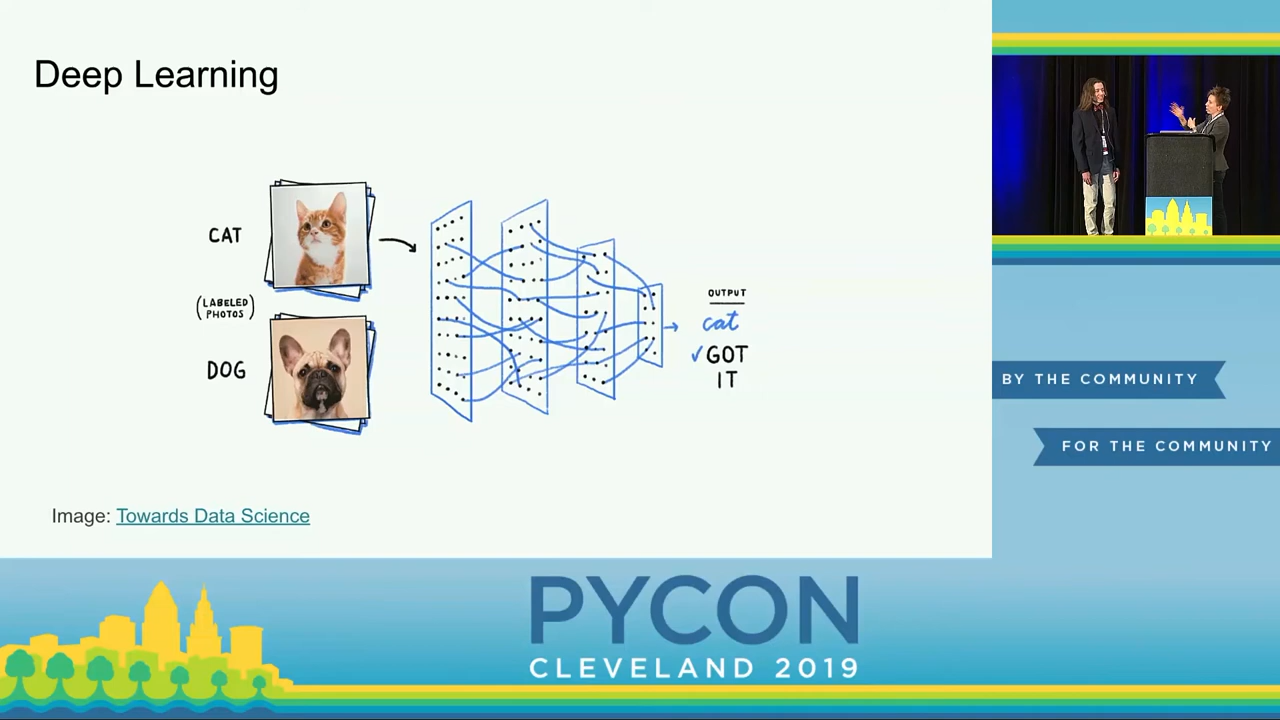 Deep Learning
CAT
(LABELED
PHOTOS)
DOG
OUTPUT
cat
✓GOT
IT
Image: Towards Data Science
BY THE COMMUNITY
FOR THE COMMUNITY
PYCON
CLEVELAND 2019